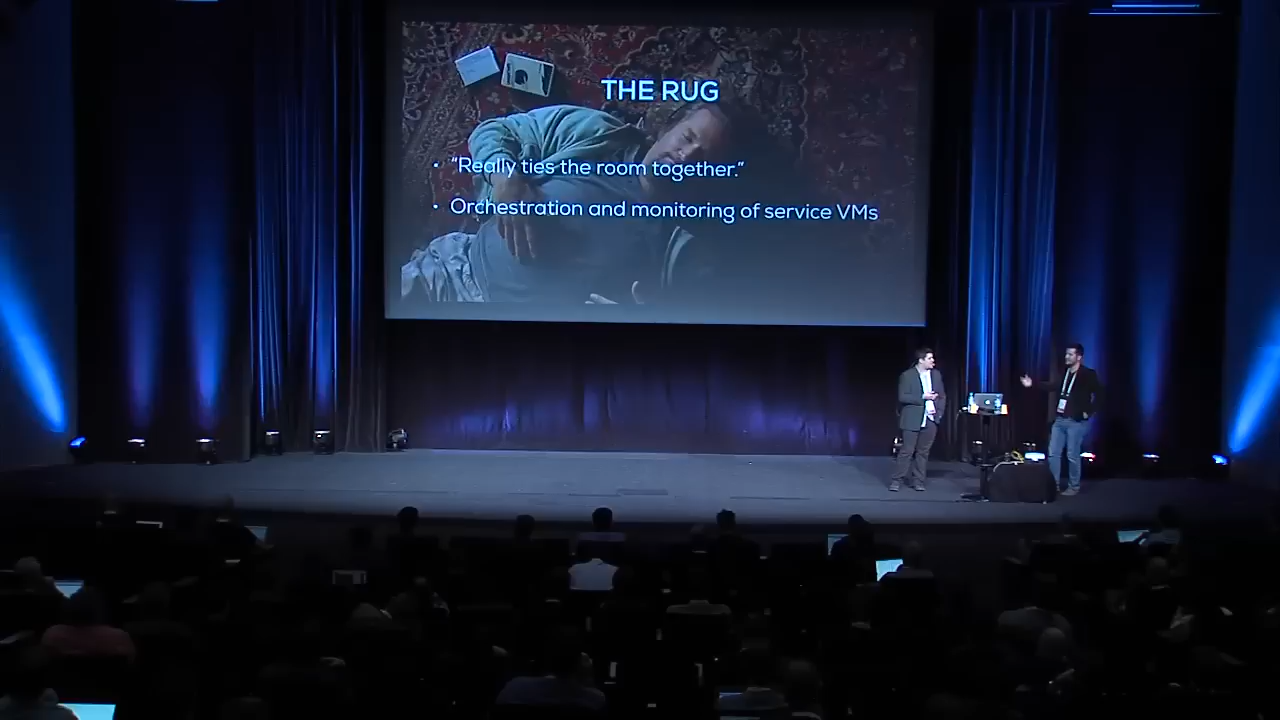 THE RUG
• “Really ties the room together.”
• Orchestration and monitoring of service VMs